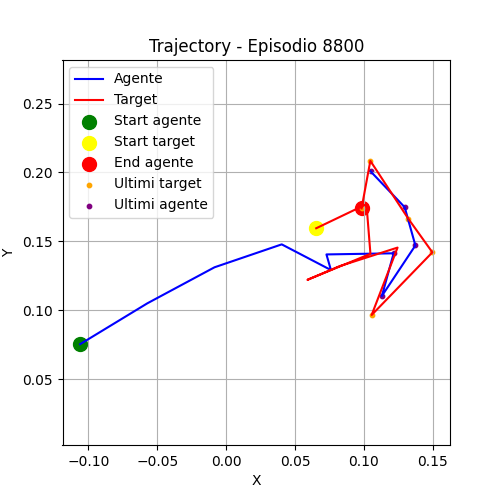 Trajectory - Episodio 8800
Agente
Target
Start agente
Start target
End agente
Ultimi target
Ultimi agente
0.25
0.20
0.15
0.10
0.05
Y
−0.10
−0.05
0.00
0.05
0.10
0.15
X